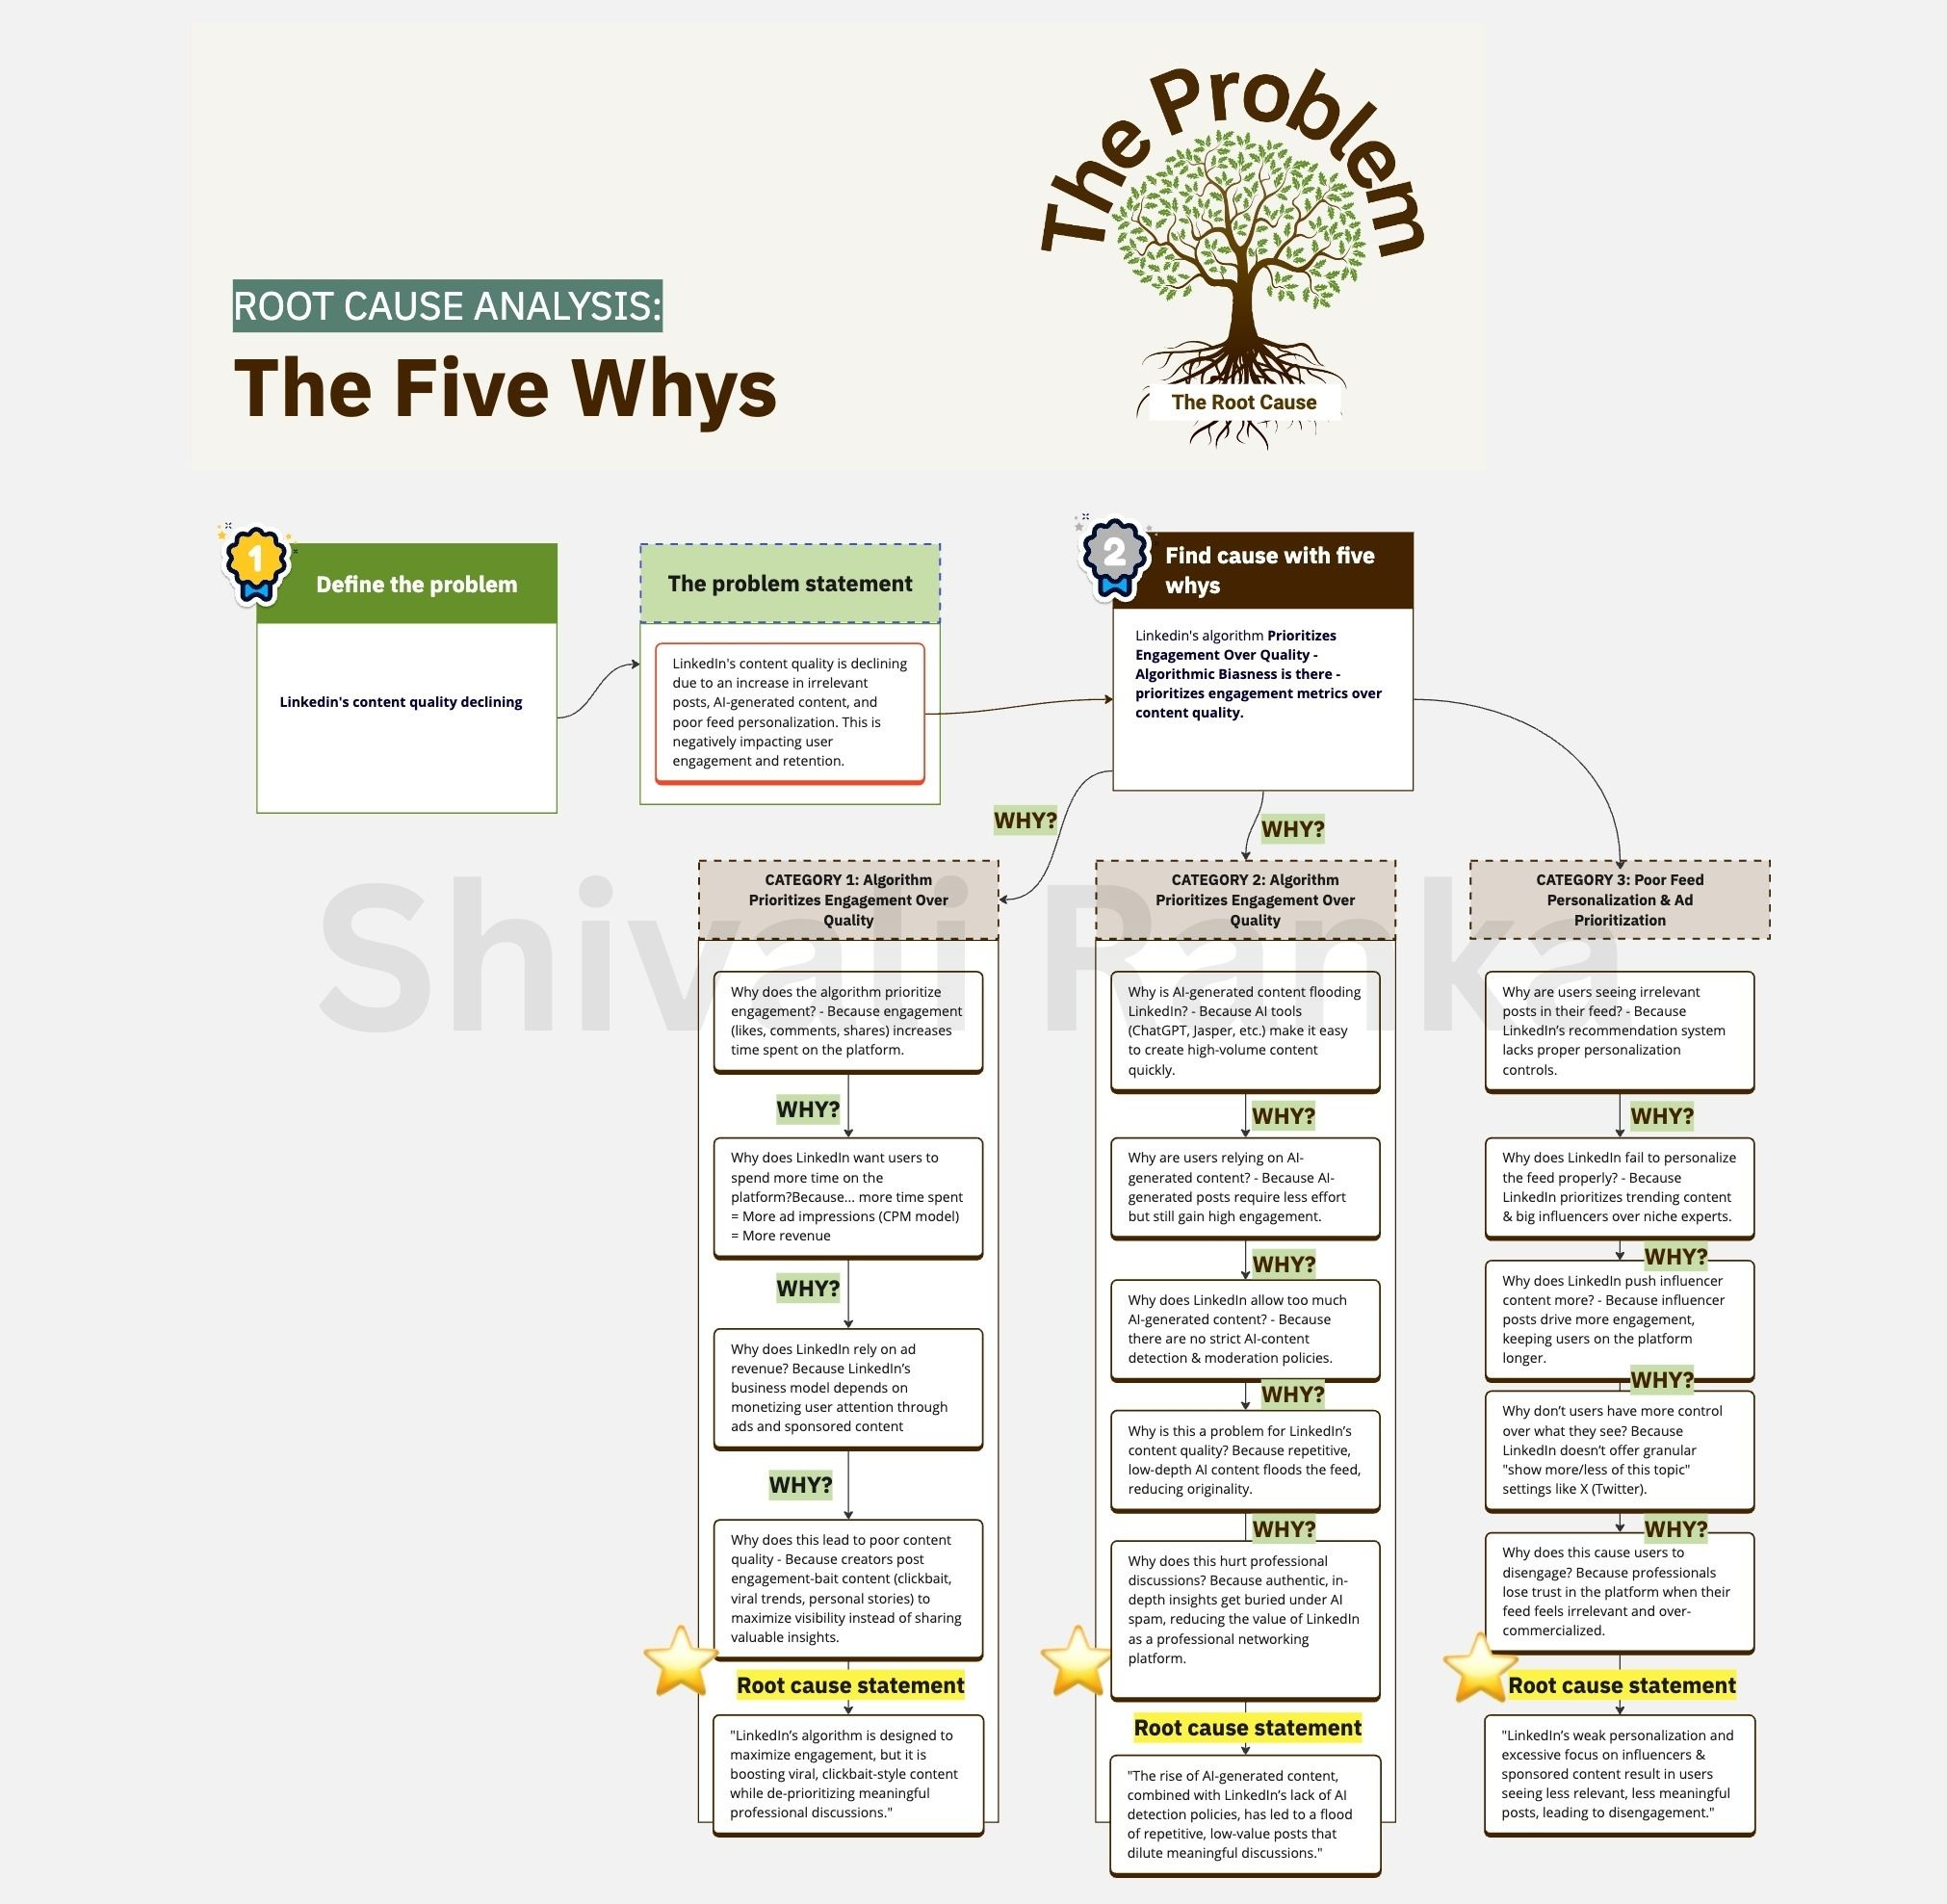 The Problem
ROOT CAUSE ANALYSIS:
The Five Whys
The Root Cause
1
Define the problem
Linkedin's content quality declining
The problem statement
LinkedIn's content quality is declining
due to an increase in irrelevant
posts, AI-generated content, and
poor feed personalization. This is
negatively impacting user
engagement and retention.
2
Find cause with five
whys
Linkedin's algorithm Prioritizes
Engagement Over Quality -
Algorithmic Biasness is there -
prioritizes engagement metrics over
content quality.
WHY?
WHY?
Shivali Ranka
CATEGORY 1: Algorithm
Prioritizes Engagement Over
Quality
Why does the algorithm prioritize
engagement? - Because engagement
(likes, comments, shares) increases
time spent on the platform.
WHY?
Why does LinkedIn want users to
spend more time on the
platform?Because... more time spent
= More ad impressions (CPM model)
= More revenue
WHY?
Why does LinkedIn rely on ad
revenue? Because LinkedIn’s
business model depends on
monetizing user attention through
ads and sponsored content
WHY?
Why does this lead to poor content
quality - Because creators post
engagement-bait content (clickbait,
viral trends, personal stories) to
maximize visibility instead of sharing
valuable insights.
Root cause statement
"LinkedIn’s algorithm is designed to
maximize engagement, but it is
boosting viral, clickbait-style content
while de-prioritizing meaningful
professional discussions."
CATEGORY 2: Algorithm
Prioritizes Engagement Over
Quality
Why is AI-generated content flooding
LinkedIn? - Because AI tools
(ChatGPT, Jasper, etc.) make it easy
to create high-volume content
quickly.
WHY?
Why are users relying on AI-
generated content? - Because AI-
generated posts require less effort
but still gain high engagement.
WHY?
Why does LinkedIn allow too much
AI-generated content? - Because
there are no strict AI-content
detection & moderation policies.
WHY?
Why is this a problem for LinkedIn’s
content quality? Because repetitive,
low-depth AI content floods the feed,
reducing originality.
WHY?
Why does this hurt professional
discussions? Because authentic, in-
depth insights get buried under AI
spam, reducing the value of LinkedIn
as a professional networking
platform.
Root cause statement
"The rise of AI-generated content,
combined with LinkedIn’s lack of AI
detection policies, has led to a flood
of repetitive, low-value posts that
dilute meaningful discussions."
CATEGORY 3: Poor Feed
Personalization & Ad
Prioritization
Why are users seeing irrelevant
posts in their feed? - Because
LinkedIn’s recommendation system
lacks proper personalization
controls.
WHY?
Why does LinkedIn fail to personalize
the feed properly? - Because
LinkedIn prioritizes trending content
& big influencers over niche experts.
WHY?
Why does LinkedIn push influencer
content more? - Because influencer
posts drive more engagement,
keeping users on the platform
longer.
WHY?
Why don’t users have more control
over what they see? Because
LinkedIn doesn’t offer granular
"show more/less of this topic"
settings like X (Twitter).
WHY?
Why does this cause users to
disengage? Because professionals
lose trust in the platform when their
feed feels irrelevant and over-
commercialized.
Root cause statement
"LinkedIn’s weak personalization and
excessive focus on influencers &
sponsored content result in users
seeing less relevant, less meaningful
posts, leading to disengagement."